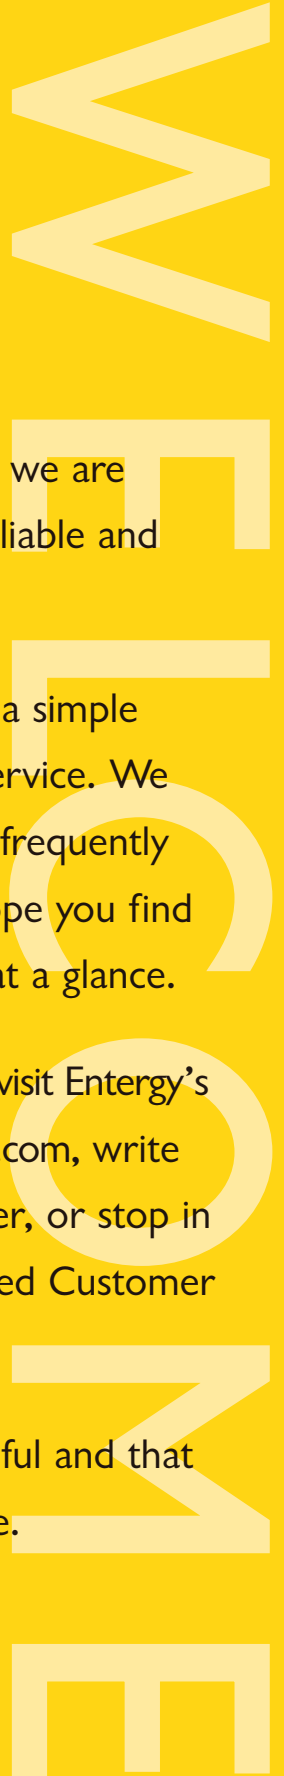 WELCOME
we are
liable and
a simple
ervice. We
frequently
pe you find
at a glance.
visit Entergy's
.com, write
er, or stop in
ed Customer
ful and that
e.